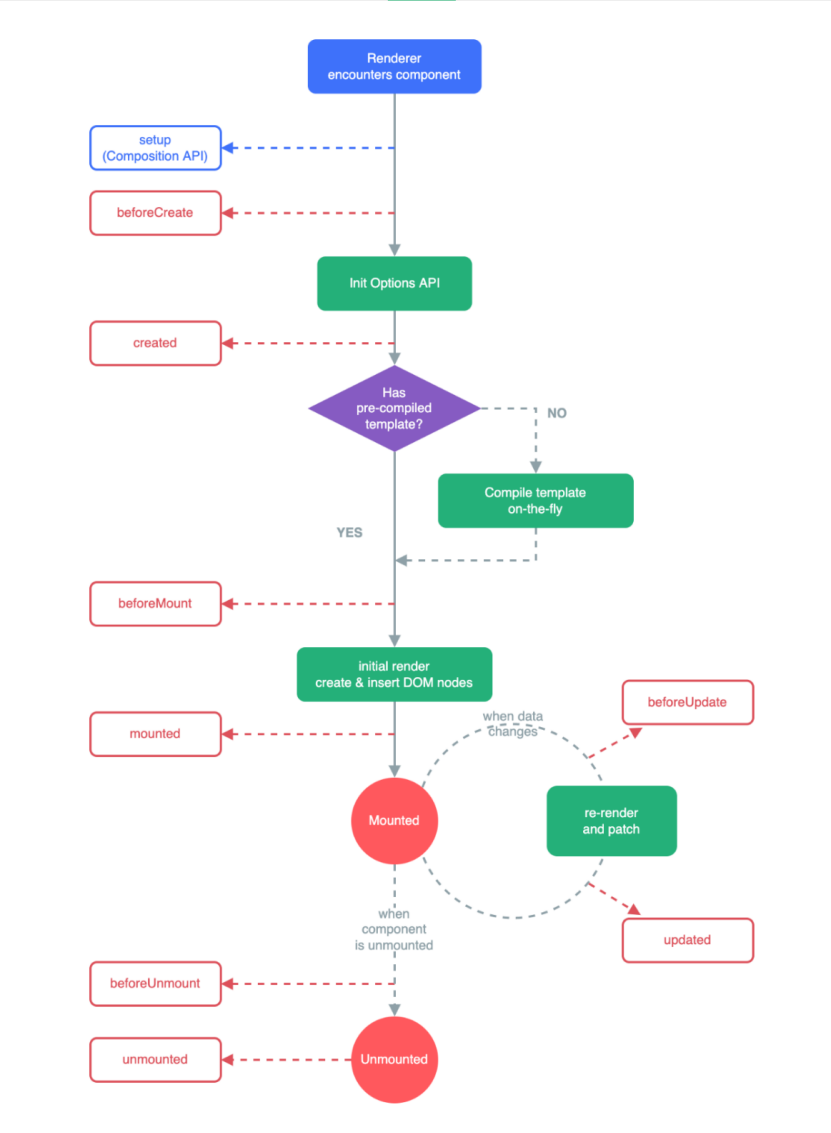 Renderer
encounters component
setup
(Composition API)
beforeCreate
Init Options API
created
Has
pre-compiled
template?
NO
Compile template
on-the-fly
YES
beforeMount
initial render
create & insert DOM nodes
beforeUpdate
when data
changes
mounted
re-render
and patch
Mounted
when
component
is unmounted
updated
beforeUnmount
unmounted
Unmounted